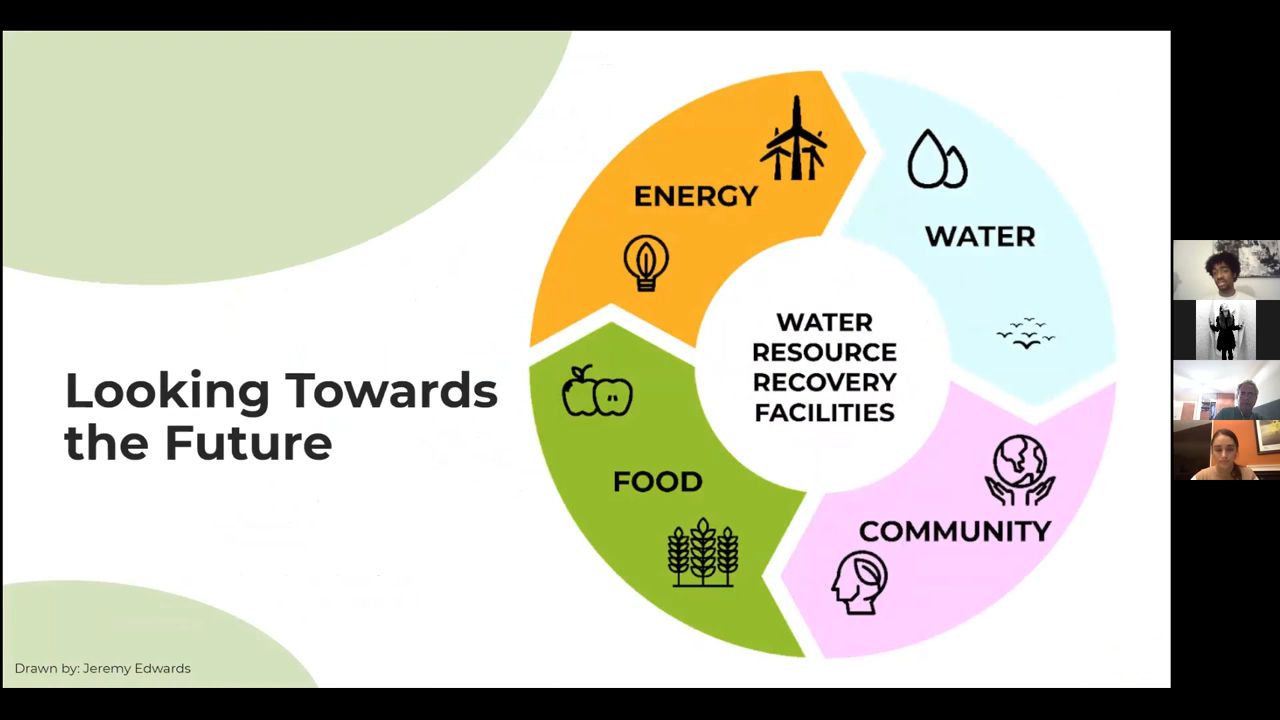 Looking Towards
the Future
ENERGY
WATER
WATER
RESOURCE
RECOVERY
FACILITIES
FOOD
COMMUNITY
Drawn by: Jeremy Edwards